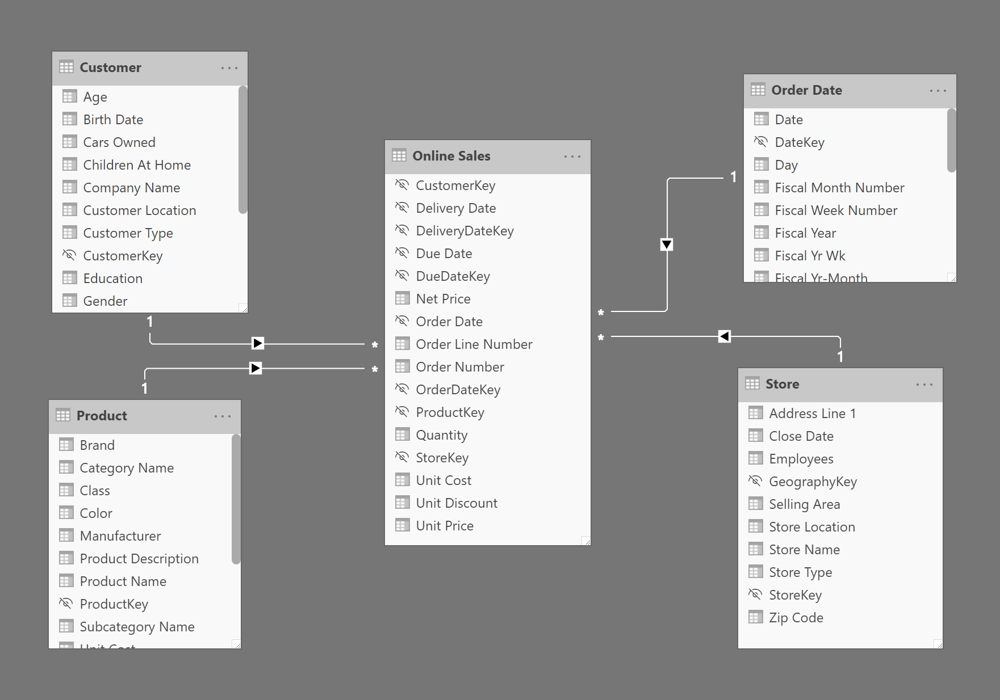 Customer
Age
Birth Date
Cars Owned
Children At Home
Company Name
Customer Location
Customer Type
CustomerKey
Education
Gender
1
*
Product
1
*
Brand
Category Name
Class
Color
Manufacturer
Product Description
Product Name
ProductKey
Subcategory Name
Unit Cost
Online Sales
CustomerKey
Delivery Date
DeliveryDateKey
Due Date
DueDateKey
Net Price
Order Date
Order Line Number
Order Number
OrderDateKey
ProductKey
Quantity
StoreKey
Unit Cost
Unit Discount
Unit Price
Order Date
Date
DateKey
Day
Fiscal Month Number
Fiscal Week Number
Fiscal Year
Fiscal Yr Wk
Fiscal Yr-Month
1
*
*
1
Store
Address Line 1
Close Date
Employees
GeographyKey
Selling Area
Store Location
Store Name
Store Type
StoreKey
Zip Code